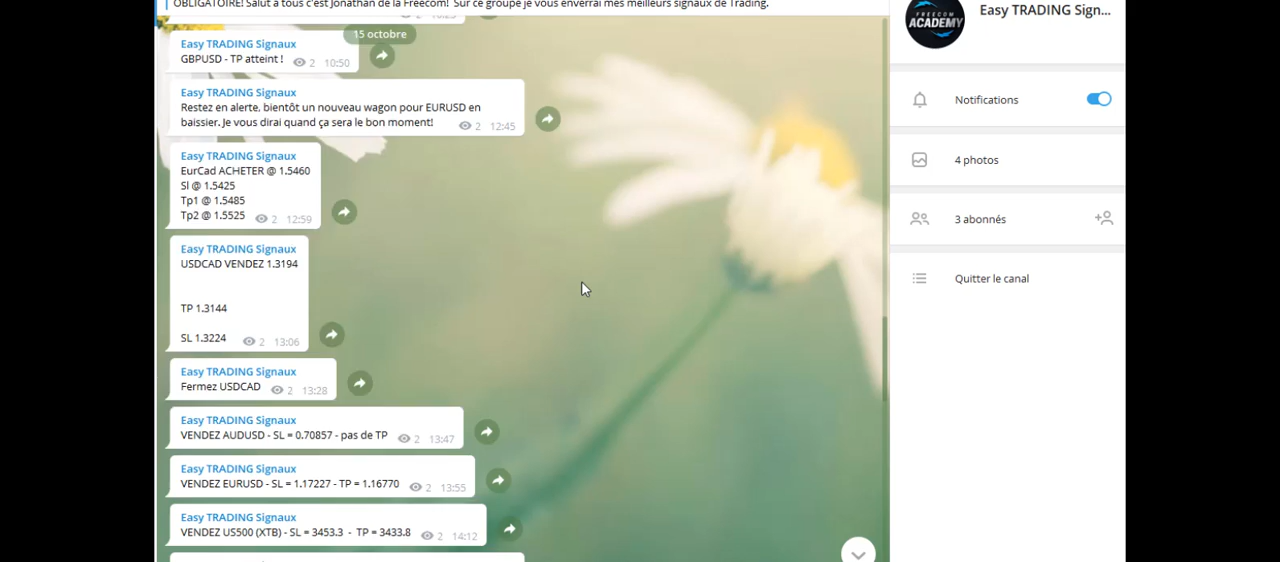 OBLIGATOIRE! Salut à tous c'est Jonathan de la Freecom! Sur ce groupe je vous enverrai mes meilleurs signaux de Trading.
2 10:25
15 octobre
Easy TRADING Signaux
GBPUSD - TP atteint ! 2 10:50
Easy TRADING Signaux
Restez en alerte, bientôt un nouveau wagon pour EURUSD en
baissier. Je vous dirai quand ça sera le bon moment! 2 12:45
Easy TRADING Signaux
EurCad ACHETER @ 1.5460
Sl @ 1.5425
Tp1 @ 1.5485
Tp2 @ 1.5525 2 12:59
Easy TRADING Signaux
USDCAD VENDEZ 1.3194
TP 1.3144
SL 1.3224 2 13:06
Easy TRADING Signaux
Fermez USDCAD 2 13:28
Easy TRADING Signaux
VENDEZ AUDUSD - SL = 0.70857 - pas de TP 2 13:47
Easy TRADING Signaux
VENDEZ EURUSD - SL = 1.17227 - TP = 1.16770 2 13:55
Easy TRADING Signaux
VENDEZ US500 (XTB) - SL = 3453.3 - TP = 3433.8 2 14:12
FREECOM
ACADEMY
Easy TRADING Sign...
Notifications
4 photos
3 abonnés
Quitter le canal